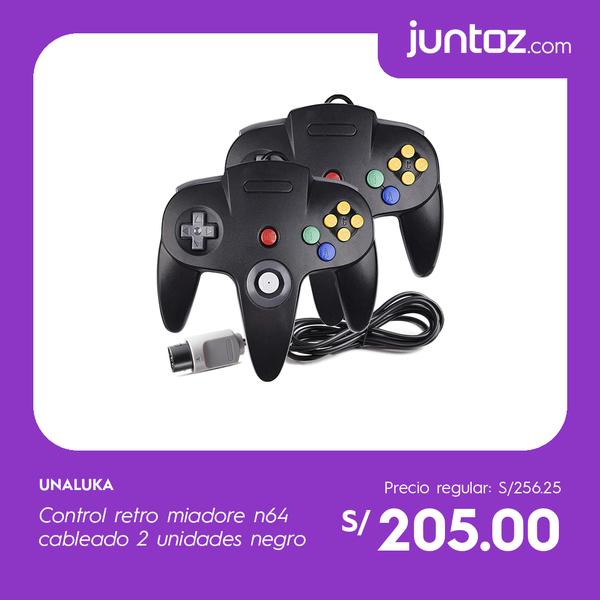 juntoz.com
UNALUKA
Control retro miadore n64
cableado 2 unidades negro
Precio regular: S/256.25
S/ 205.00